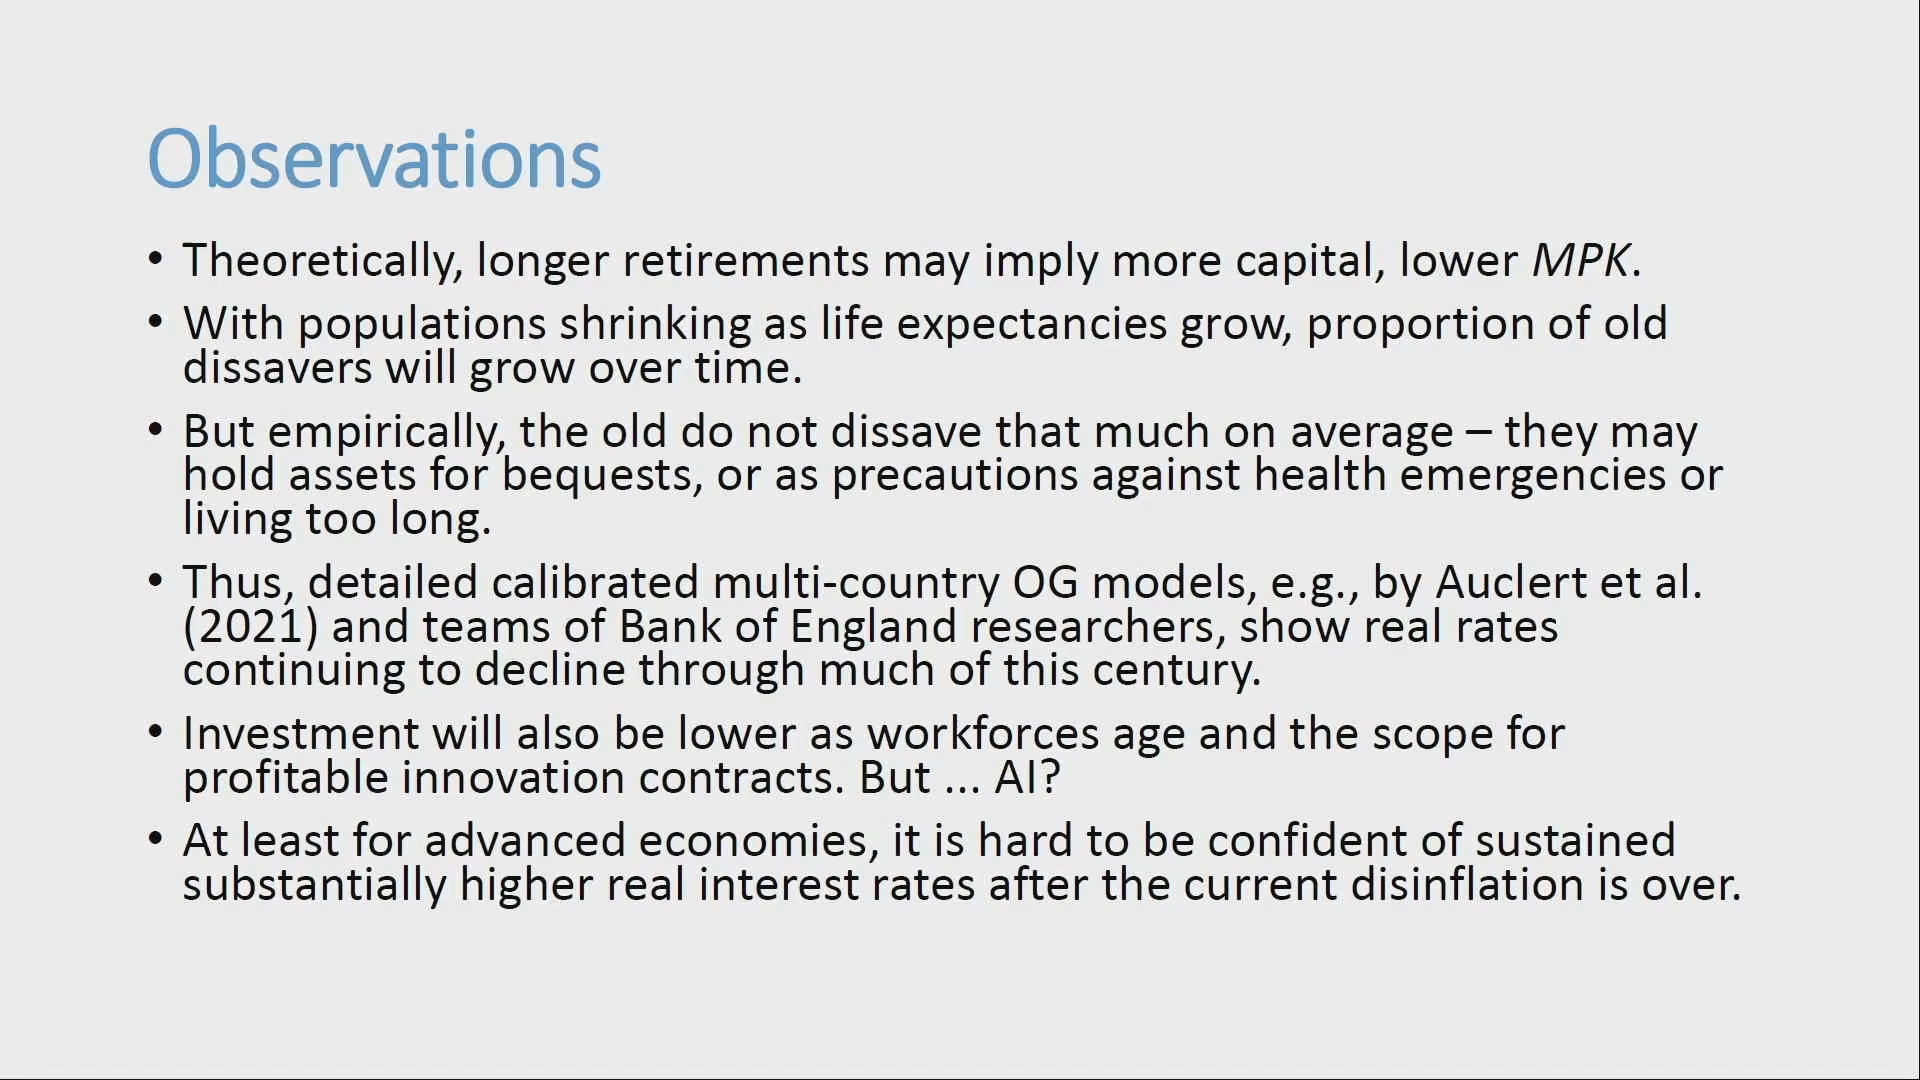 Observations
• Theoretically, longer retirements may imply more capital, lower MPK.
• With populations shrinking as life expectancies grow, proportion of old
dissavers will grow over time.
• But empirically, the old do not dissave that much on average – they may
hold assets for bequests, or as precautions against health emergencies or
living too long.
• Thus, detailed calibrated multi-country OG models, e.g., by Auclert et al.
(2021) and teams of Bank of England researchers, show real rates
continuing to decline through much of this century.
• Investment will also be lower as workforces age and the scope for
profitable innovation contracts. But ... AI?
• At least for advanced economies, it is hard to be confident of sustained
substantially higher real interest rates after the current disinflation is over.